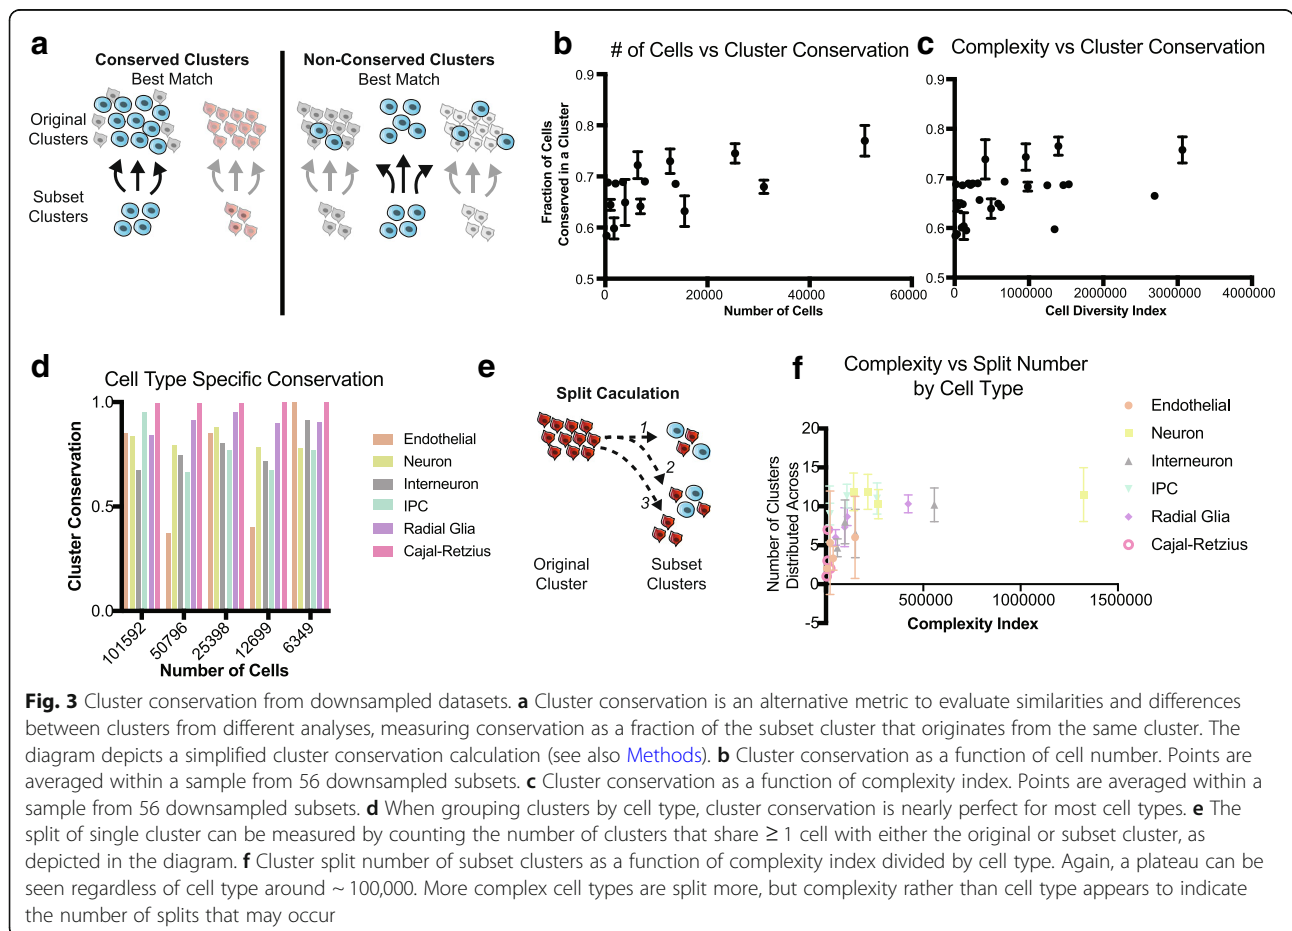 a
Conserved Clusters
Best Match
Non-Conserved Clusters
Best Match
Original
Clusters
Subset
Clusters
b
# of Cells vs Cluster Conservation
Fraction of Cells
Conserved in a Cluster
0.9
0.8
0.7
0.6
0.5
0
20000
40000
60000
Number of Cells
c
Complexity vs Cluster Conservation
0.9
0.8
0.7
0.6
0.5
0
1000000
2000000
3000000
4000000
Cell Diversity Index
d
Cell Type Specific Conservation
Cluster Conservation
1.0
0.5
0.0
101592
50796
25398
12699
6349
Number of Cells
Endothelial
Neuron
Interneuron
IPC
Radial Glia
Cajal-Retzius
e
Split Caculation
1
2
3
Original
Cluster
Subset
Clusters
f
Complexity vs Split Number
by Cell Type
Number of Clusters
Distributed Across
20
15
10
5
0
-5
500000
1000000
1500000
Complexity Index
Endothelial
Neuron
Interneuron
IPC
Radial Glia
Cajal-Retzius
Fig. 3 Cluster conservation from downsampled datasets. a Cluster conservation is an alternative metric to evaluate similarities and differences
between clusters from different analyses, measuring conservation as a fraction of the subset cluster that originates from the same cluster. The
diagram depicts a simplified cluster conservation calculation (see also Methods). b Cluster conservation as a function of cell number. Points are
averaged within a sample from 56 downsampled subsets. c Cluster conservation as a function of complexity index. Points are averaged within a
sample from 56 downsampled subsets. d When grouping clusters by cell type, cluster conservation is nearly perfect for most cell types. e The
split of single cluster can be measured by counting the number of clusters that share ≥ 1 cell with either the original or subset cluster, as
depicted in the diagram. f Cluster split number of subset clusters as a function of complexity index divided by cell type. Again, a plateau can be
seen regardless of cell type around ~ 100,000. More complex cell types are split more, but complexity rather than cell type appears to indicate
the number of splits that may occur